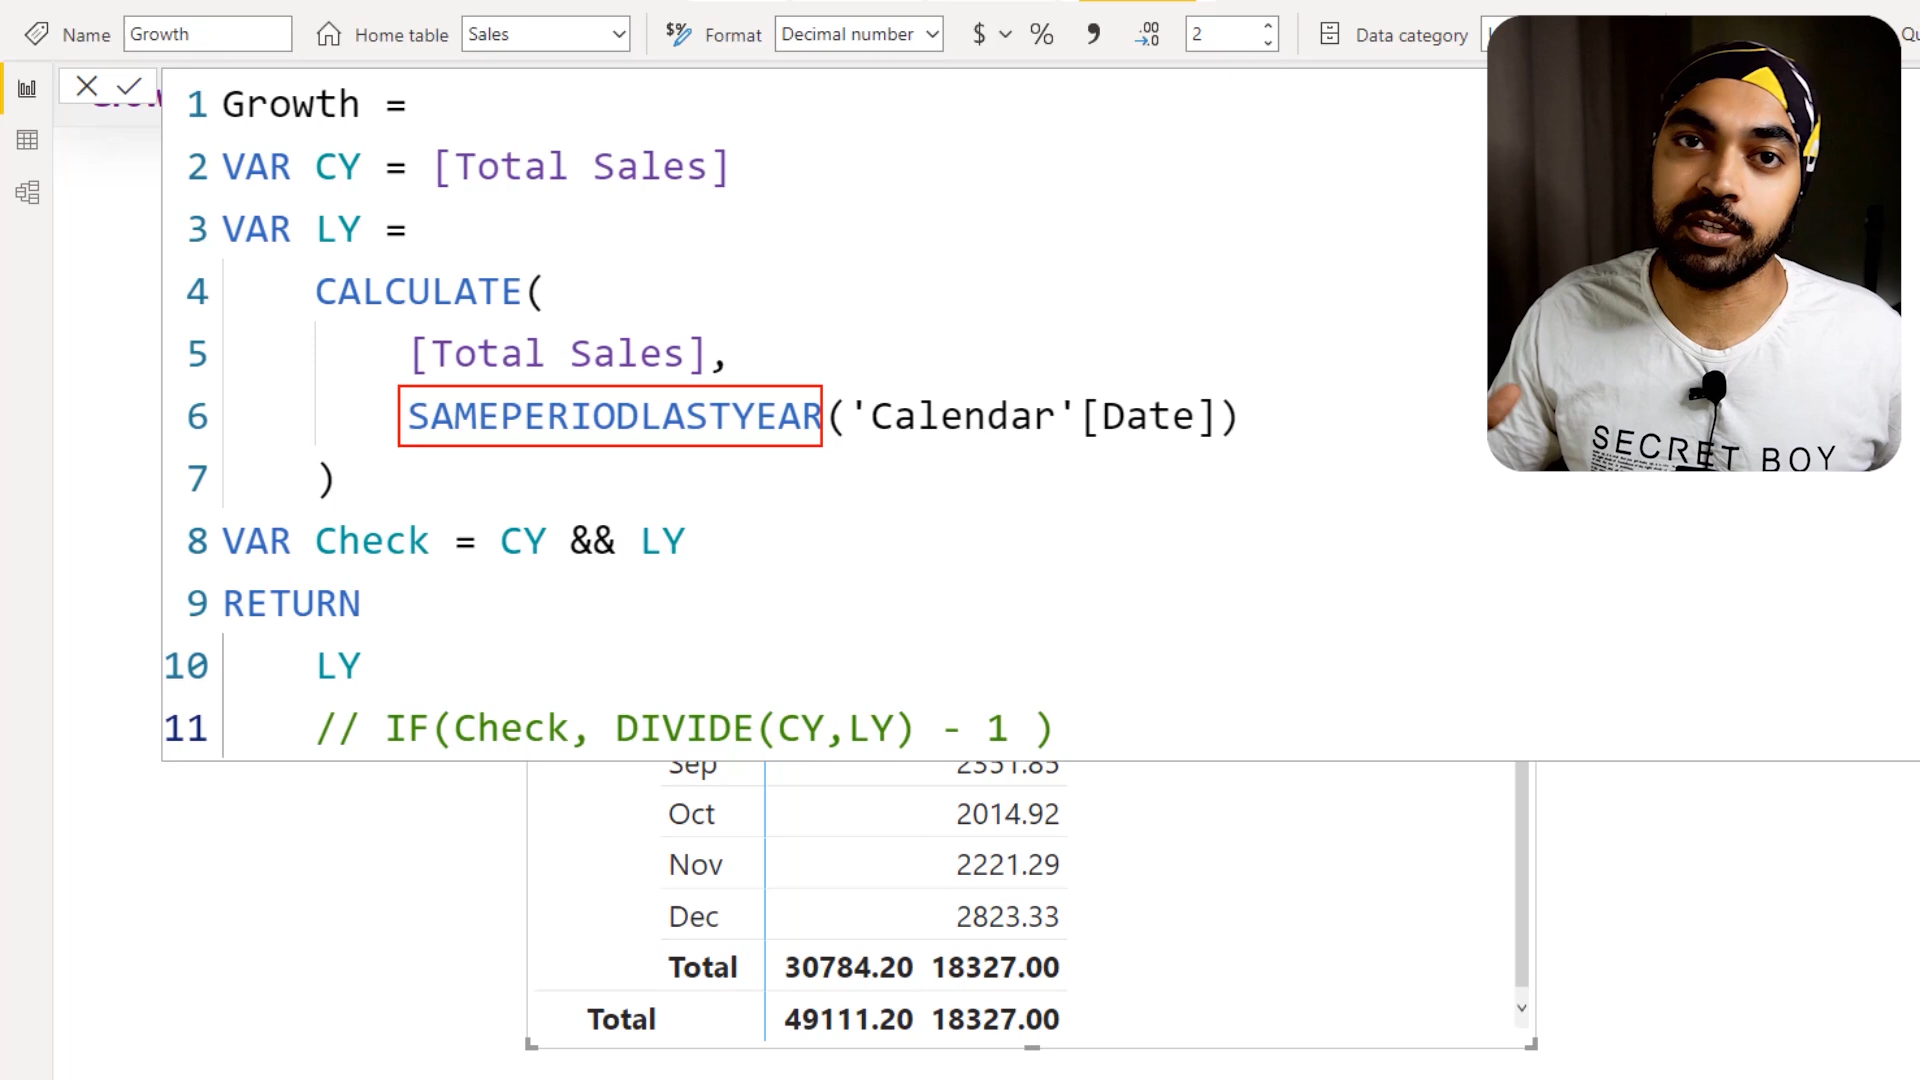 Name Growth Home table Sales Format Decimal number $ % 2 Data category
1 Growth =
2 VAR CY = [Total Sales]
3 VAR LY =
4 CALCULATE(
5 [Total Sales],
6 SAMEPERIODLASTYEAR('Calendar'[Date])
7 )
8 VAR Check = CY && LY
9 RETURN
10 LY
11 // IF(Check, DIVIDE(CY,LY) - 1 )
Sep 2351.85
Oct 2014.92
Nov 2221.29
Dec 2823.33
Total 30784.20 18327.00
Total 49111.20 18327.00
SECRET BOY